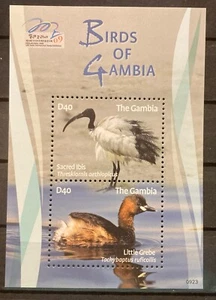 BIRDS
OF
GAMBIA
D40
The Gambia
Sacred Ibis
Threskiornis aethiopicus
D40
The Gambia
Little Grebe
Tachybaptus ruficollis
0923